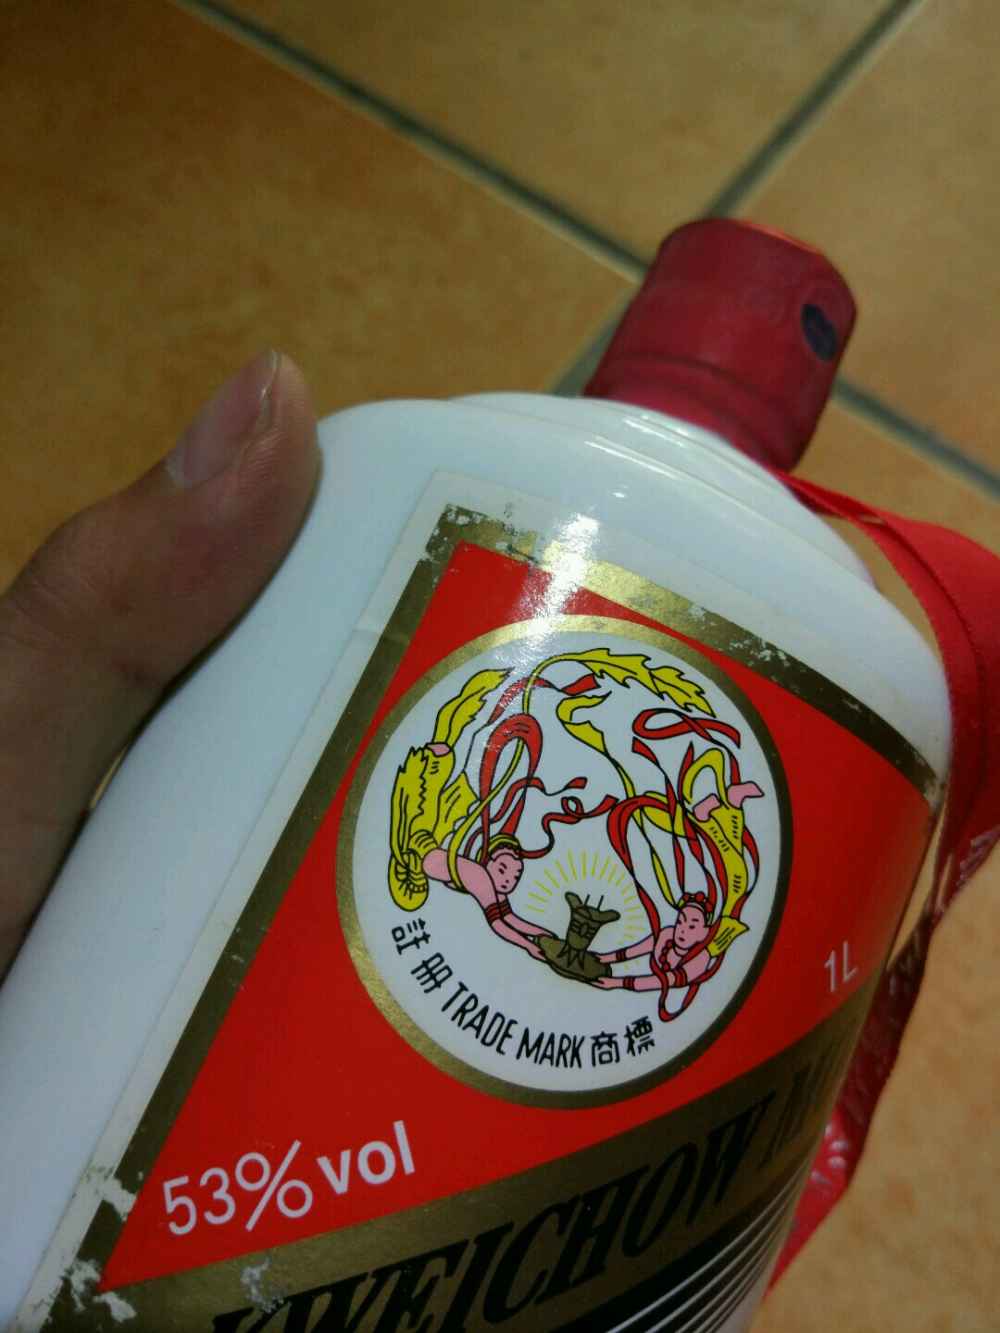 註冊 TRADE MARK 商標
1L
53% vol
KWEICHOW